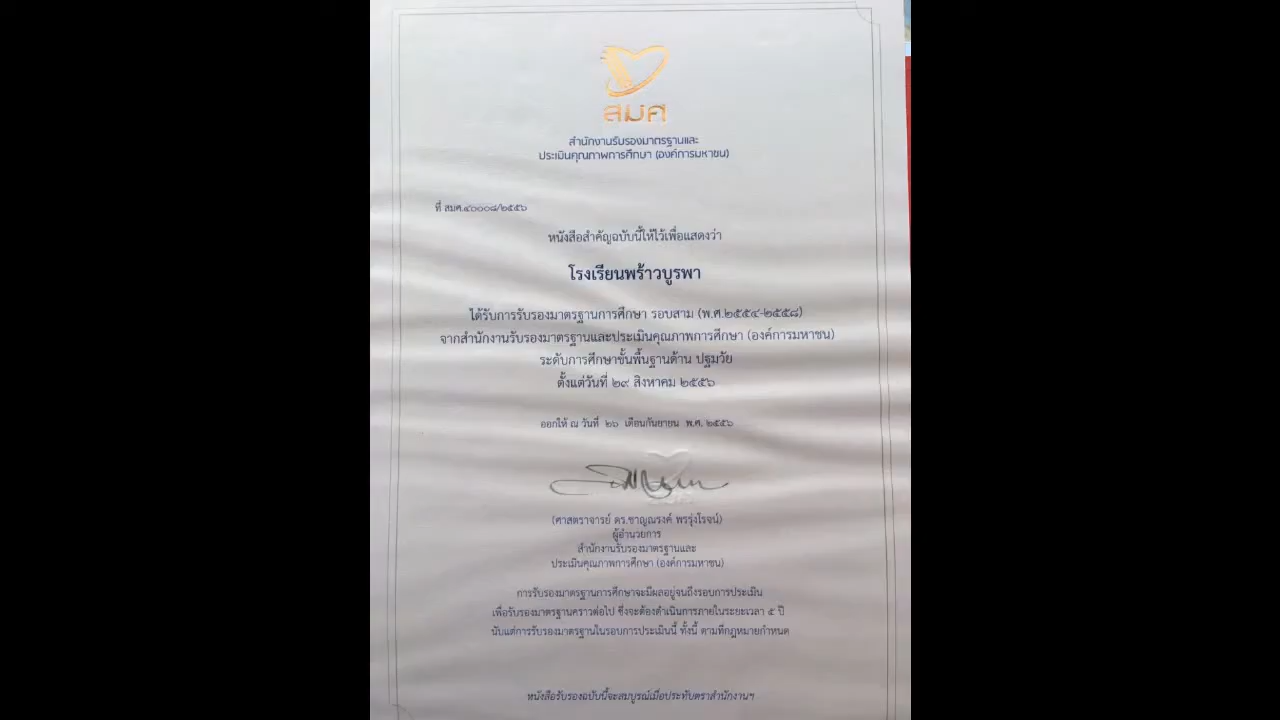 สมศ
สำนักงานรับรองมาตรฐานและ
ประเมินคุณภาพการศึกษา (องค์การมหาชน)
ที่ สมศ.๔๐๐๐๘/๒๕๕๖
หนังสือสำคัญฉบับนี้ให้ไว้เพื่อแสดงว่า
โรงเรียนพร้าวบูรพา
ได้รับการรับรองมาตรฐานการศึกษา รอบสาม (พ.ศ.๒๕๕๔-๒๕๕๘)
จากสำนักงานรับรองมาตรฐานและประเมินคุณภาพการศึกษา (องค์การมหาชน)
ระดับการศึกษาขั้นพื้นฐานด้าน ปฐมวัย
ตั้งแต่วันที่ ๒๙ สิงหาคม ๒๕๕๖
ออกให้ ณ วันที่ ๒๖ เดือนกันยายน พ.ศ. ๒๕๕๖
(ศาสตราจารย์ ดร.ชาญณรงค์ พรรุ่งโรจน์)
ผู้อำนวยการ
สำนักงานรับรองมาตรฐานและ
ประเมินคุณภาพการศึกษา (องค์การมหาชน)
การรับรองมาตรฐานการศึกษาจะมีผลอยู่จนถึงรอบการประเมิน
เพื่อรับรองมาตรฐานคราวต่อไป ซึ่งจะต้องดำเนินการภายในระยะเวลา ๕ ปี
นับแต่การรับรองมาตรฐานในรอบการประเมินนี้ ทั้งนี้ ตามที่กฎหมายกำหนด
หนังสือรับรองฉบับนี้จะสมบูรณ์เมื่อประทับตราสำนักงานฯ